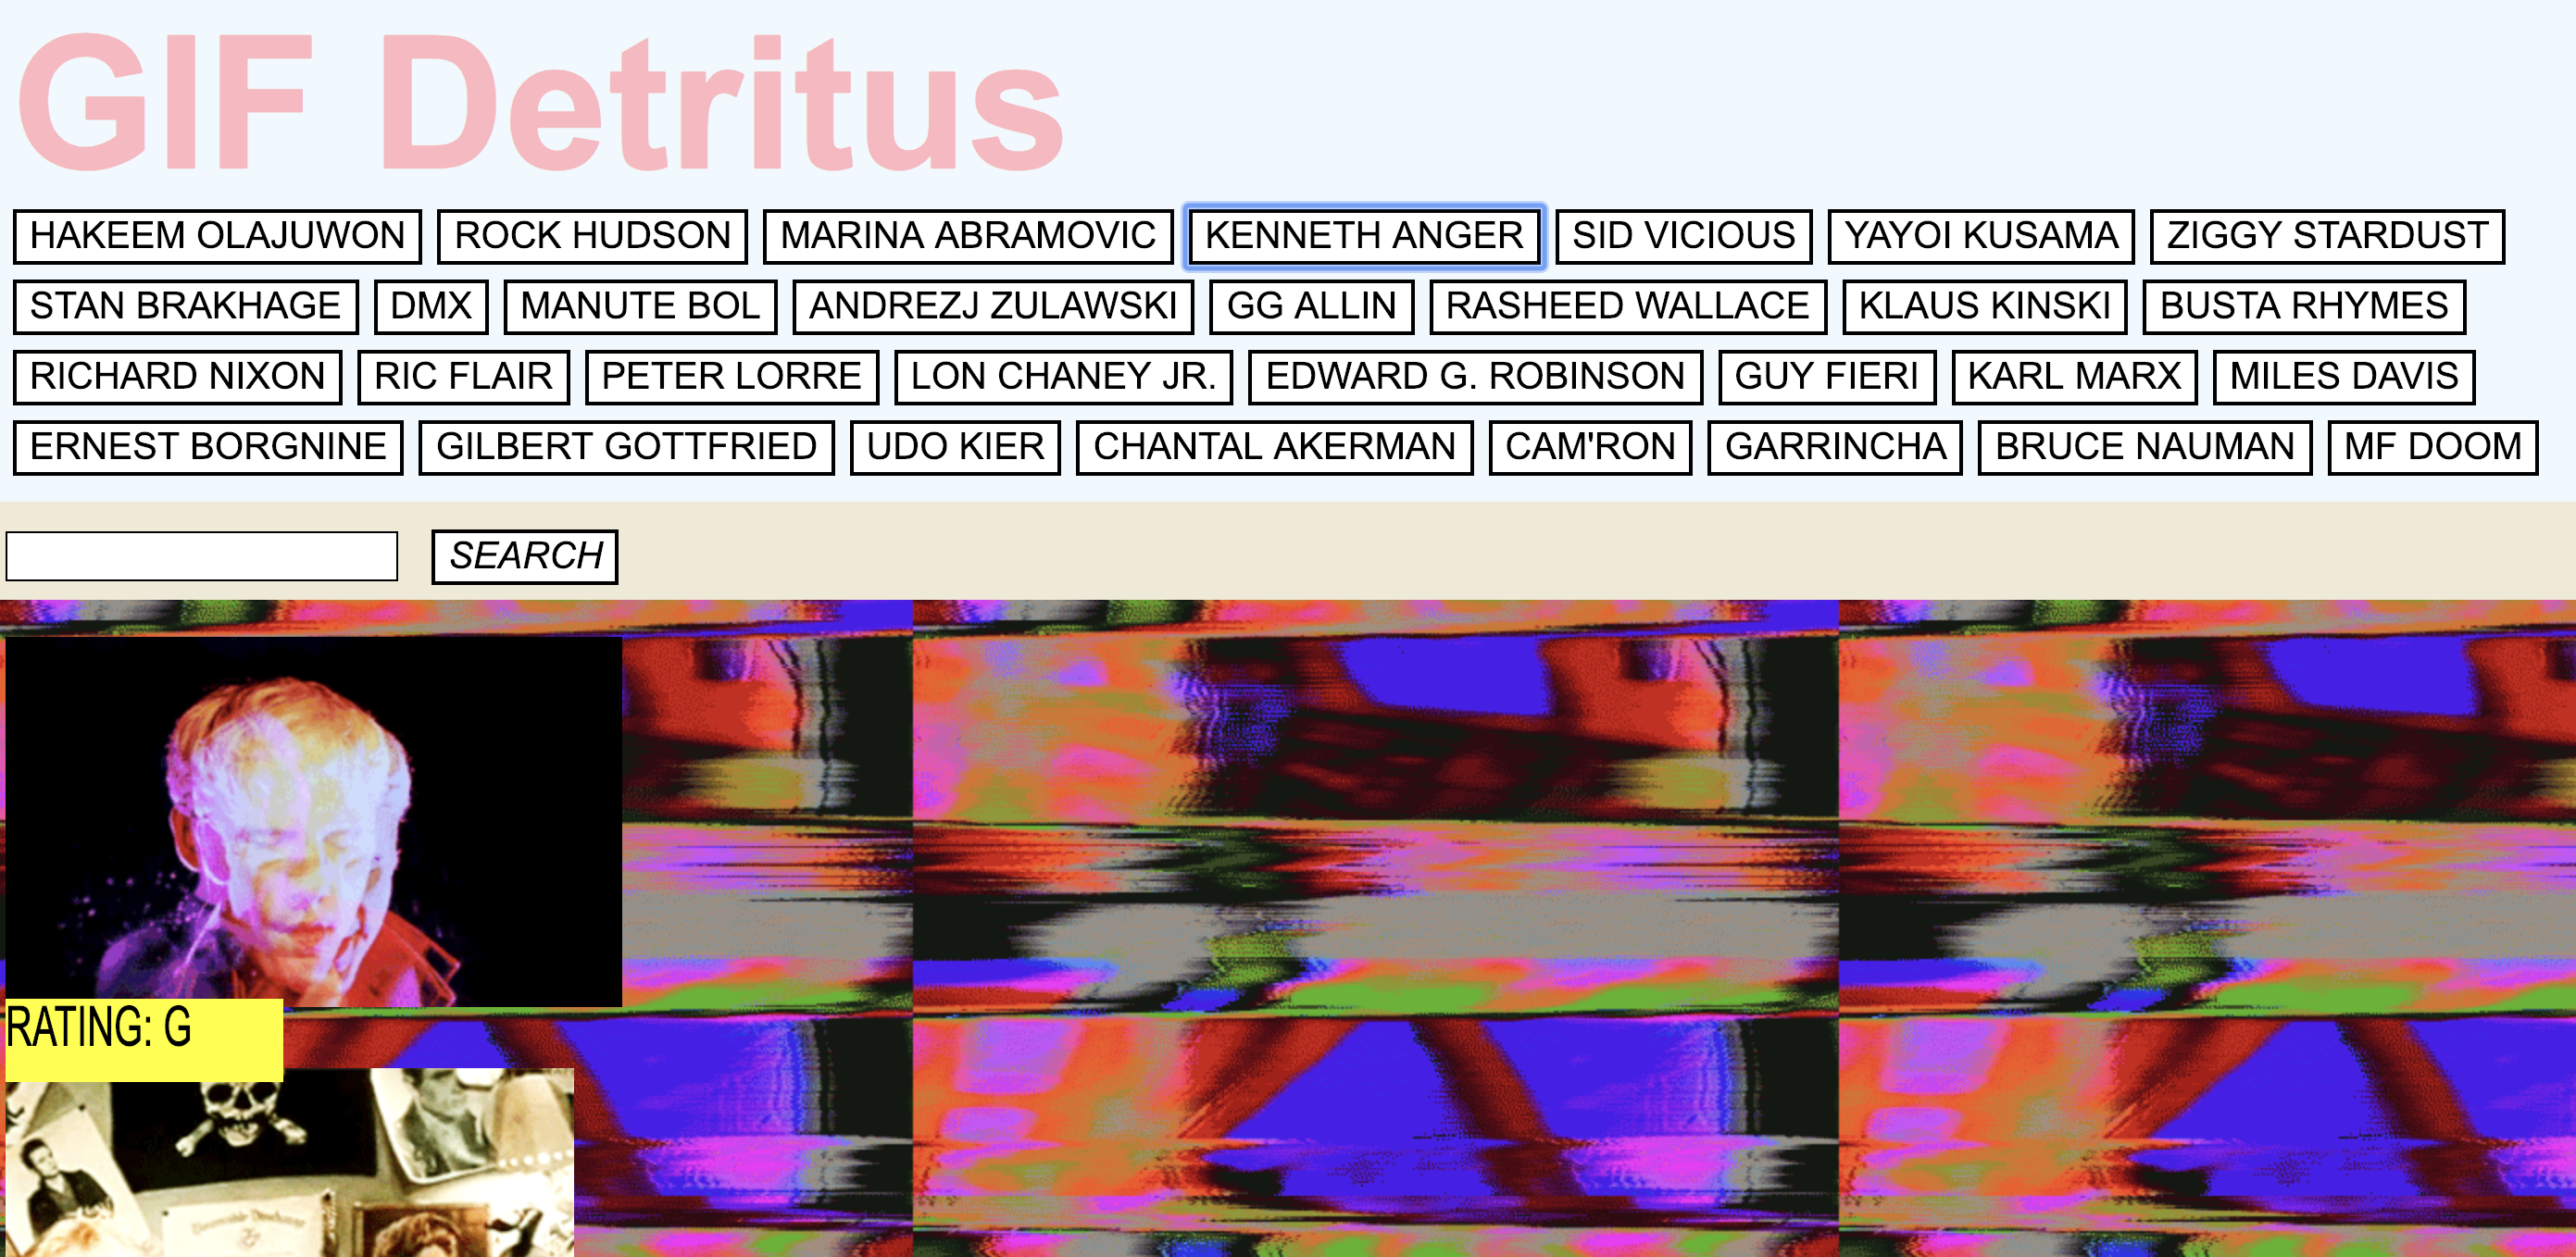 GIF Detritus
HAKEEM OLAJUWON ROCK HUDSON MARINA ABRAMOVIC KENNETH ANGER SID VICIOUS YAYOI KUSAMA ZIGGY STARDUST
STAN BRAKHAGE DMX MANUTE BOL ANDREZJ ZULAWSKI GG ALLIN RASHEED WALLACE KLAUS KINSKI BUSTA RHYMES
RICHARD NIXON RIC FLAIR PETER LORRE LON CHANEY JR. EDWARD G. ROBINSON GUY FIERI KARL MARX MILES DAVIS
ERNEST BORGNINE GILBERT GOTTFRIED UDO KIER CHANTAL AKERMAN CAM'RON GARRINCHA BRUCE NAUMAN MF DOOM
SEARCH
RATING: G